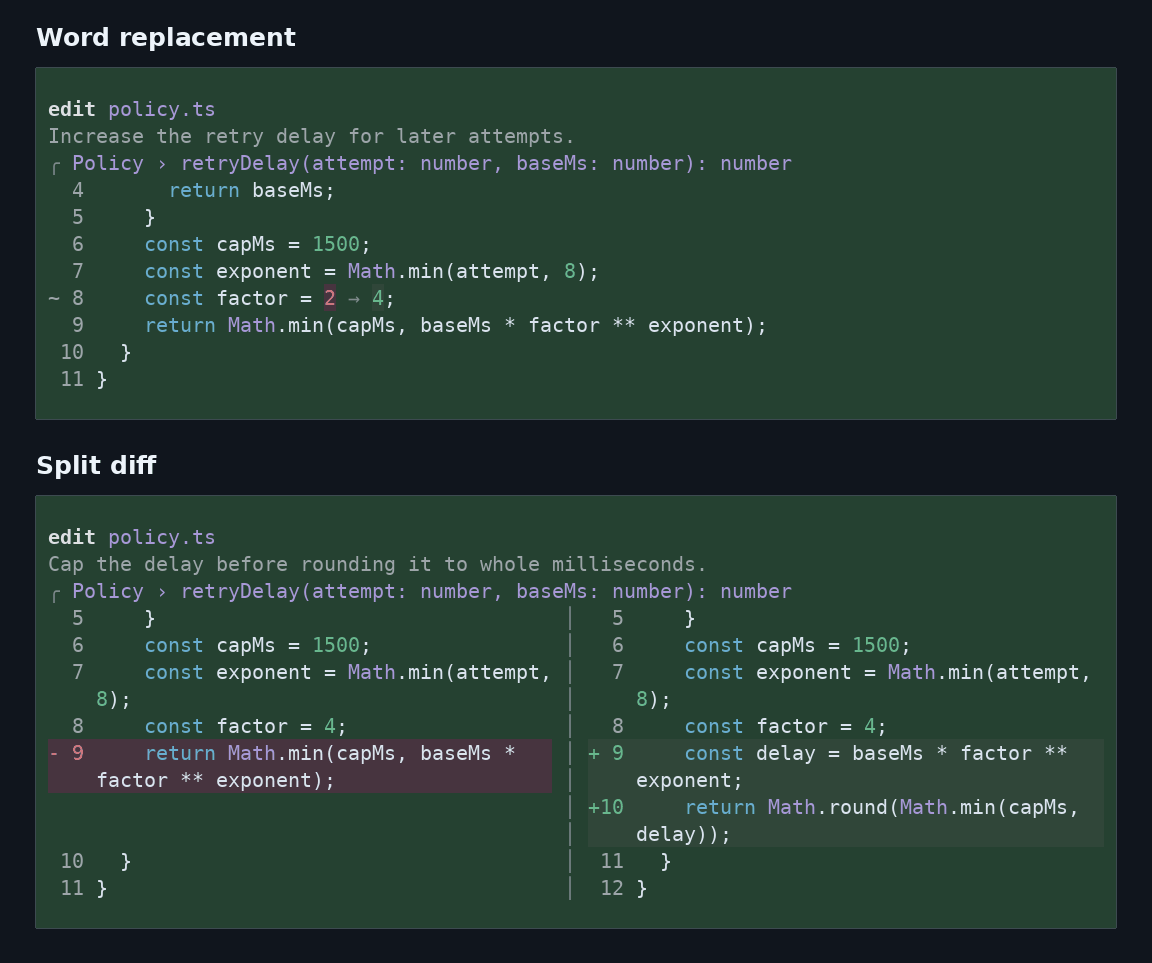 Word replacement
edit policy.ts
Increase the retry delay for later attempts.
╭ Policy › retryDelay(attempt: number, baseMs: number): number
  4       return baseMs;
  5     }
  6     const capMs = 1500;
  7     const exponent = Math.min(attempt, 8);
~ 8     const factor = 2 → 4;
  9     return Math.min(capMs, baseMs * factor ** exponent);
 10   }
 11 }
Split diff
edit policy.ts
Cap the delay before rounding it to whole milliseconds.
╭ Policy › retryDelay(attempt: number, baseMs: number): number
  5     }                                  │   5     }
  6     const capMs = 1500;                │   6     const capMs = 1500;
  7     const exponent = Math.min(attempt, │   7     const exponent = Math.min(attempt,
    8);                                    │     8);
  8     const factor = 4;                  │   8     const factor = 4;
- 9     return Math.min(capMs, baseMs *    │ + 9     const delay = baseMs * factor **
    factor ** exponent);                   │     exponent;
                                           │ +10     return Math.round(Math.min(capMs,
                                           │     delay));
 10   }                                    │  11   }
 11 }                                      │  12 }